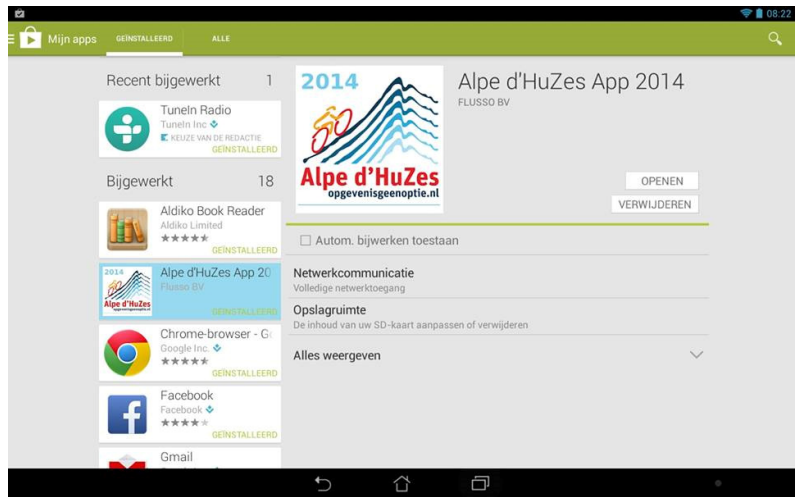 08:22
Mijn apps
GEÏNSTALLEERD
ALLE
Recent bijgewerkt 1
TuneIn Radio
TuneIn Inc
KEUZE VAN DE REDACTIE
GEÏNSTALLEERD
Bijgewerkt 18
Aldiko Book Reader
Aldiko Limited
GEÏNSTALLEERD
2014
Alpe d'HuZes
opgevenisgeenoptie.nl
Alpe d'HuZes App 20
Flusso BV
GEÏNSTALLEERD
Chrome-browser - Go
Google Inc.
GEÏNSTALLEERD
Facebook
Facebook
GEÏNSTALLEERD
Gmail
2014
Alpe d'HuZes
opgevenisgeenoptie.nl
Alpe d'HuZes App 2014
FLUSSO BV
OPENEN
VERWIJDEREN
Autom. bijwerken toestaan
Netwerkcommunicatie
Volledige netwerktoegang
Opslagruimte
De inhoud van uw SD-kaart aanpassen of verwijderen
Alles weergeven